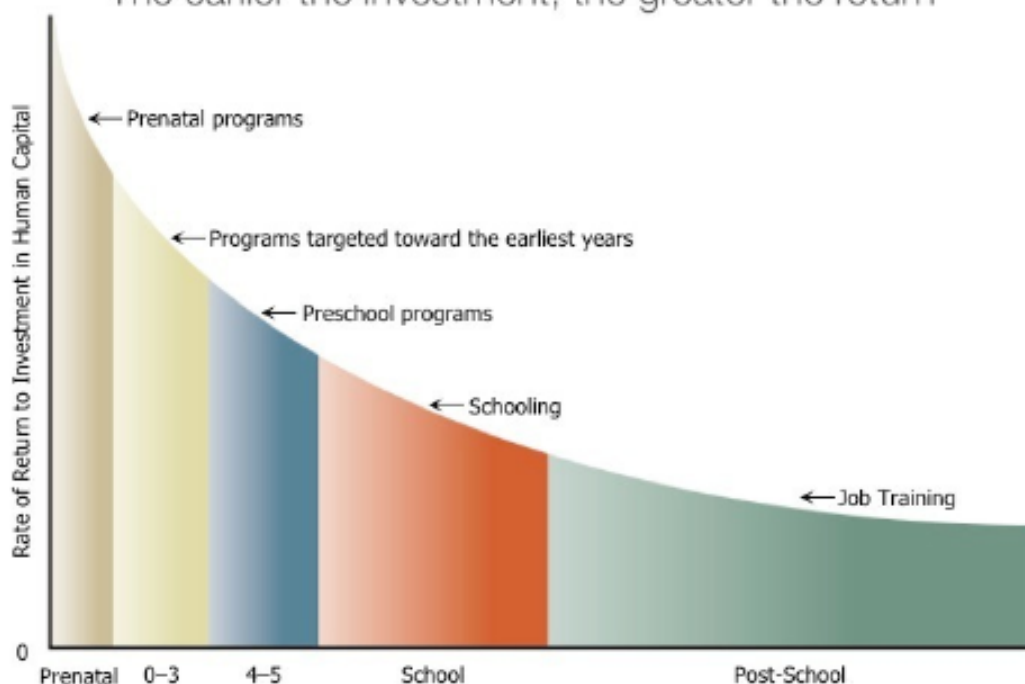 The earlier the investment, the greater the return
Rate of Return to Investment in Human Capital
Prenatal programs
Programs targeted toward the earliest years
Preschool programs
Schooling
Job Training
0
Prenatal
0–3
4–5
School
Post-School